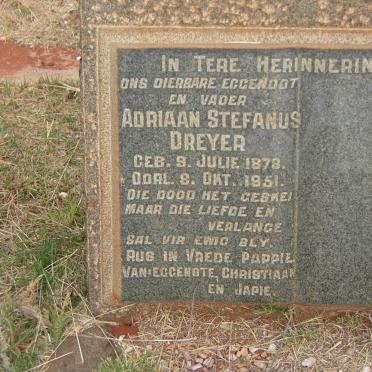 IN TERE HERINNERIN
ONS DIERBARE EGGENOOT
EN VADER
ADRIAAN STEFANUS
DREYER
GEB. 9. JULIE 1878.
OORL. 8. OKT. 1951.
DIE DOOD HET GESKEI
MAAR DIE LIEFDE EN
VERLANGE
SAL VIR EWIG BLY.
RUS IN VREDE PAPPIE.
VAN: EGGENOTE, CHRISTIAAN
EN JAPIE.